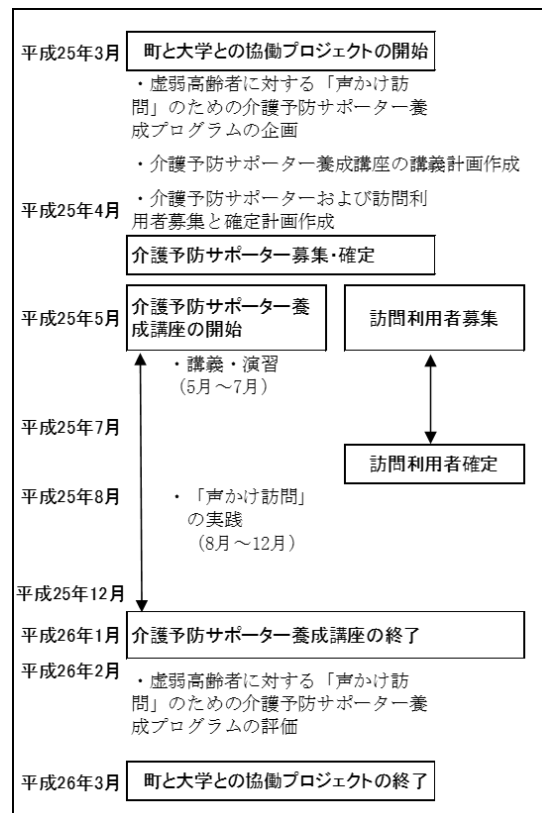 平成25年3月
町と大学との協働プロジェクトの開始
・虚弱高齢者に対する「声かけ訪
問」のための介護予防サポーター養
成プログラムの企画
・介護予防サポーター養成講座の講義計画作成
・介護予防サポーターおよび訪問利
用者募集と確定計画作成
平成25年4月
介護予防サポーター募集・確定
平成25年5月
介護予防サポーター養
成講座の開始
訪問利用者募集
・講義・演習
(5月～7月)
平成25年7月
訪問利用者確定
平成25年8月
・「声かけ訪問」
の実践
(8月～12月)
平成25年12月
平成26年1月
介護予防サポーター養成講座の終了
平成26年2月
・虚弱高齢者に対する「声かけ訪
問」のための介護予防サポーター養
成プログラムの評価
平成26年3月
町と大学との協働プロジェクトの終了